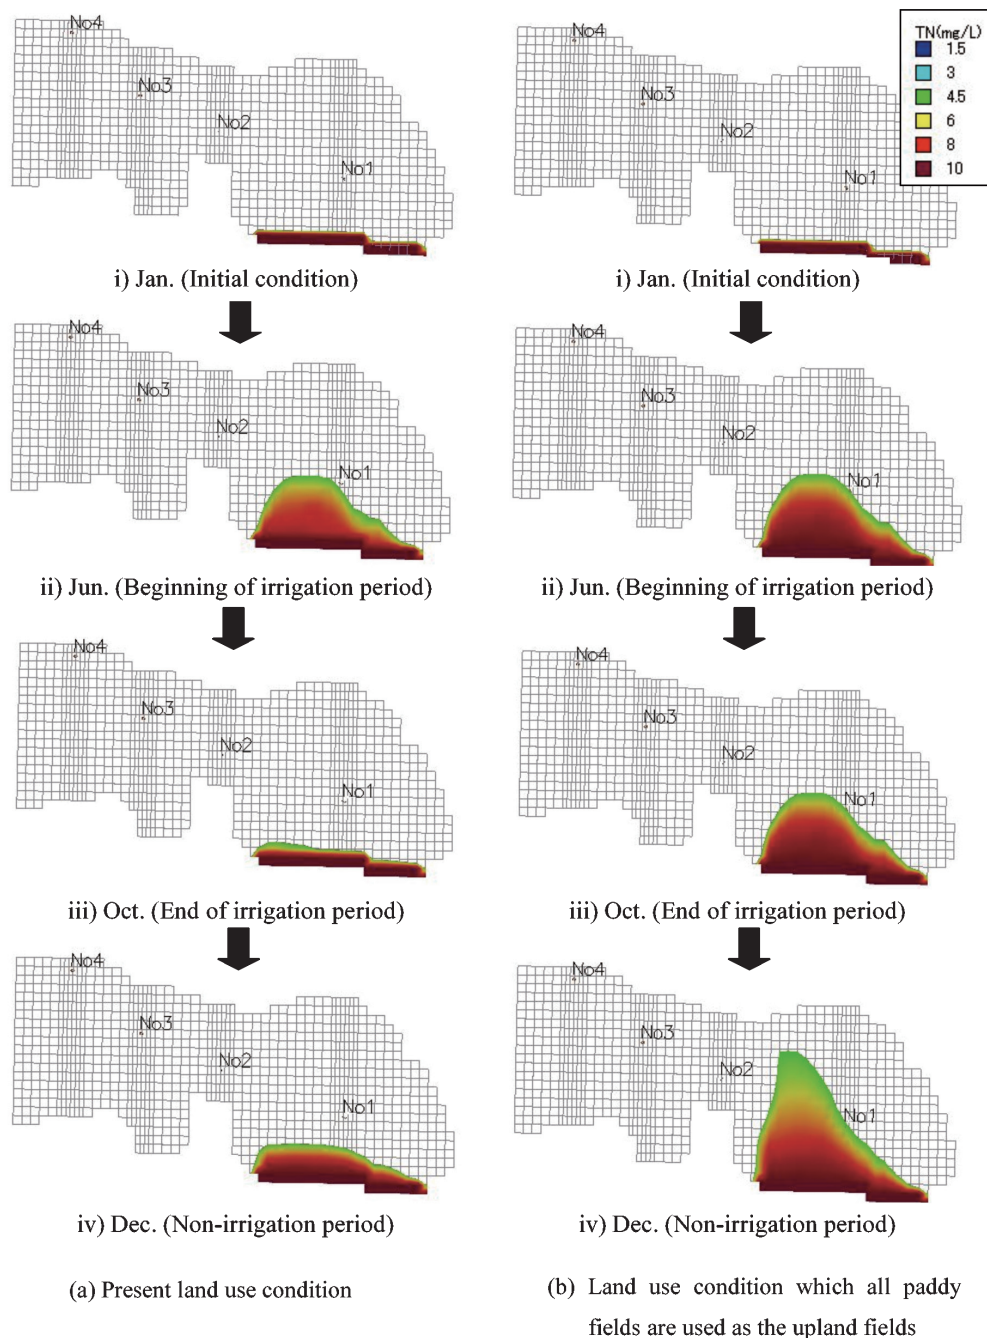 No4
No3
No2
No1
i) Jan. (Initial condition)
No4
No3
No2
No1
TN(mg/L)
1.5
3
4.5
6
8
10
i) Jan. (Initial condition)
No4
No3
No2
No1
ii) Jun. (Beginning of irrigation period)
No4
No3
No2
No1
ii) Jun. (Beginning of irrigation period)
No4
No3
No2
No1
iii) Oct. (End of irrigation period)
No4
No3
No2
No1
iii) Oct. (End of irrigation period)
No4
No3
No2
No1
iv) Dec. (Non-irrigation period)
No4
No3
No2
No1
iv) Dec. (Non-irrigation period)
(a) Present land use condition
(b) Land use condition which all paddy
fields are used as the upland fields